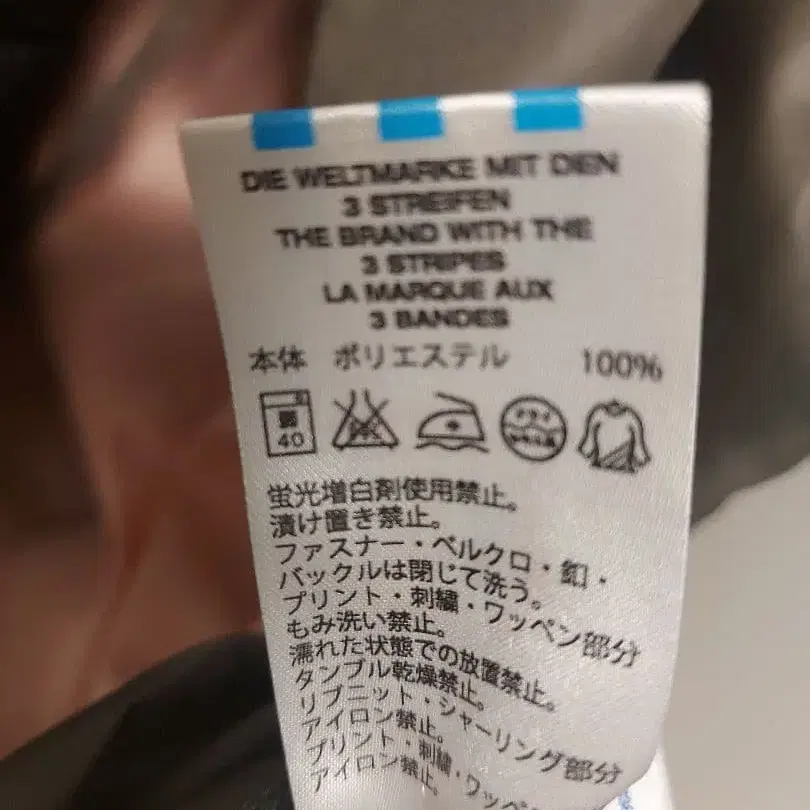 DIE WELTMARKE MIT DEN
3 STREIFEN
THE BRAND WITH THE
3 STRIPES
LA MARQUE AUX
3 BANDES
本体 ポリエステル 100%
弱 40 ドライ
蛍光増白剤使用禁止。
漬け置き禁止。
ファスナー・ベルクロ・釦・
バックルは閉じて洗う。
プリント・刺繍・ワッペン部分
もみ洗い禁止。
濡れた状態での放置禁止。
タンブル乾燥禁止。
リブニット・シャーリング部分
アイロン禁止。
プリント・刺繍・ワッペン
アイロン禁止。